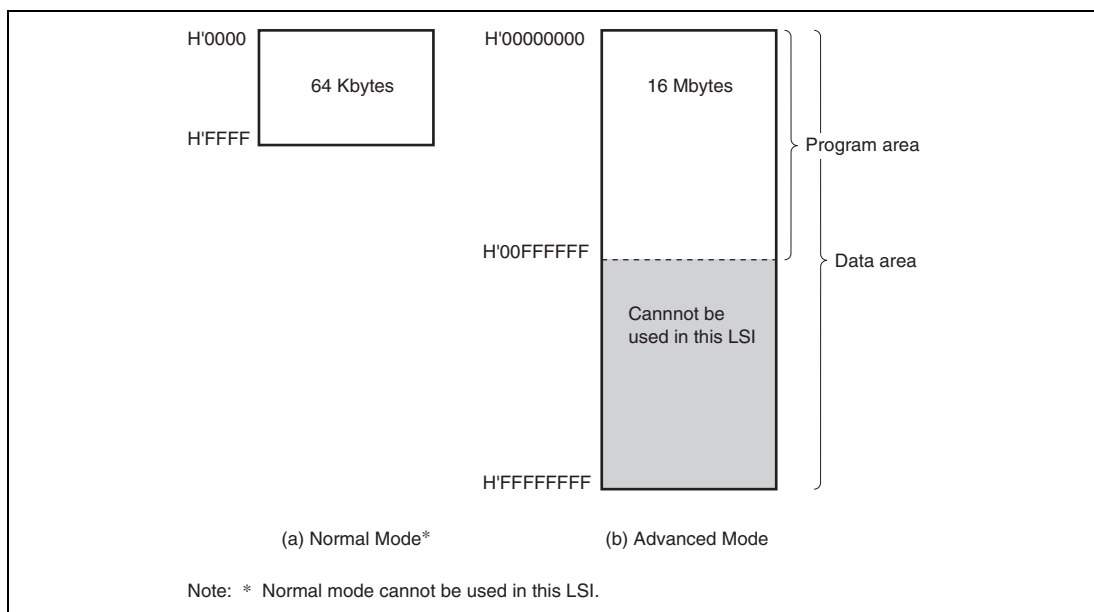 H'0000
64 Kbytes
H'FFFF
H'00000000
16 Mbytes
Program area
H'00FFFFFF
Data area
Cannnot be
used in this LSI
H'FFFFFFFF
(a) Normal Mode*
(b) Advanced Mode
Note: * Normal mode cannot be used in this LSI.